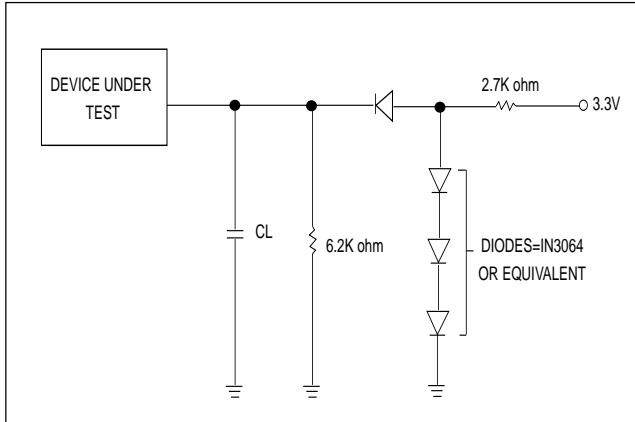 DEVICE UNDER
TEST
2.7K ohm
3.3V
CL
6.2K ohm
DIODES=IN3064
OR EQUIVALENT